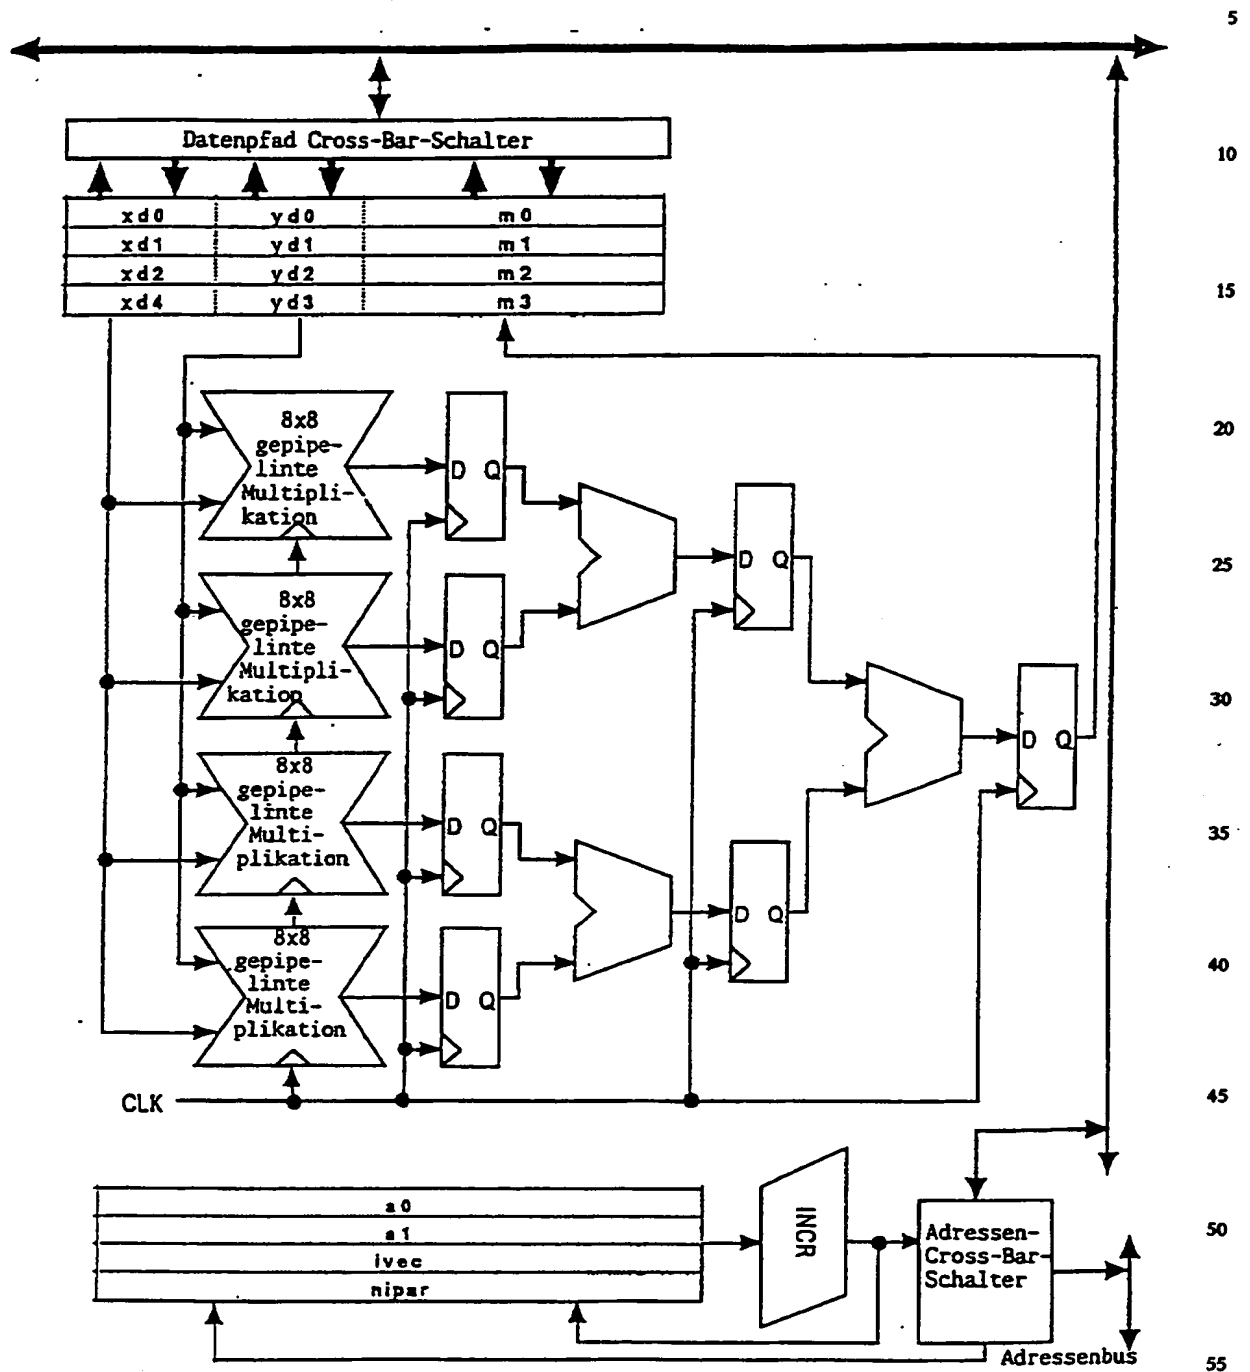 5
Datenpfad Cross-Bar-Schalter
10
xd0 yd0 m0
xd1 yd1 m1
xd2 yd2 m2
15
xd4 yd3 m3
8x8
gepipe-
linte
Multipli-
kation
20
D Q
8x8
gepipe-
linte
Multipli-
kation
D Q
D Q
25
8x8
gepipe-
linte
Multi-
plikation
D Q
D Q
30
8x8
gepipe-
linte
Multi-
plikation
D Q
D Q
35
40
CLK
45
a0
a1
ivec
nipar
INCR
Adressen-
Cross-Bar-
Schalter
50
Adressenbus
55